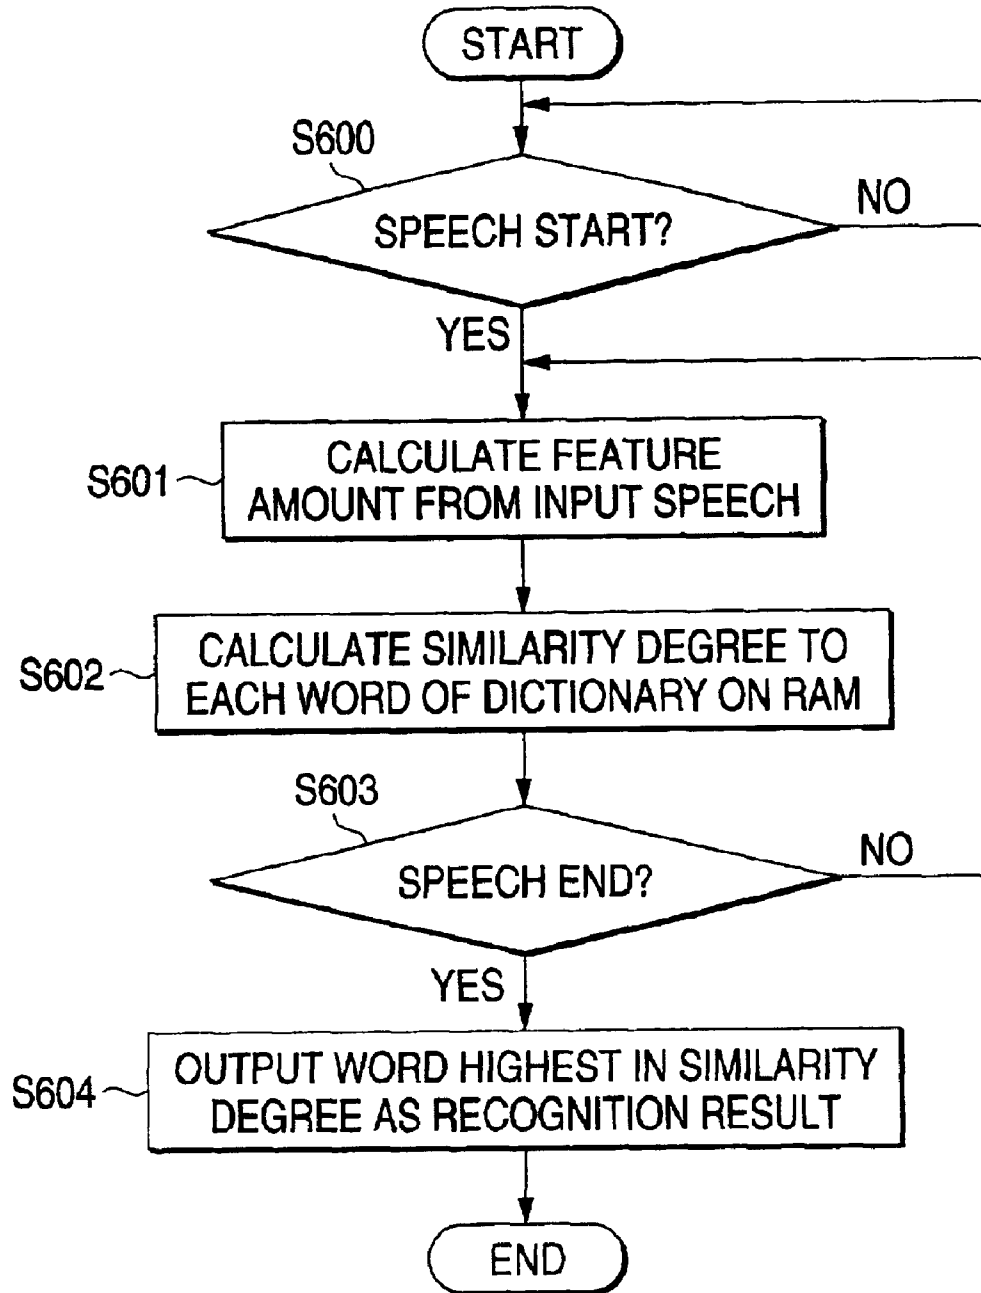 START
S600
SPEECH START?
NO
YES
S601
CALCULATE FEATURE
AMOUNT FROM INPUT SPEECH
S602
CALCULATE SIMILARITY DEGREE TO
EACH WORD OF DICTIONARY ON RAM
S603
SPEECH END?
NO
YES
S604
OUTPUT WORD HIGHEST IN SIMILARITY
DEGREE AS RECOGNITION RESULT
END